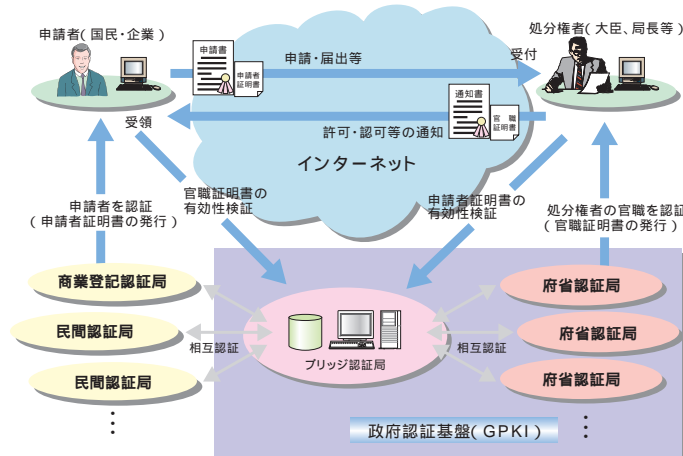 申請者(国民・企業)
処分権者(大臣、局長等)
申請書
申請者
証明書
申請・届出等
受付
通知書
官職
証明書
受領
許可・認可等の通知
インターネット
申請者を認証
(申請者証明書の発行)
官職証明書の
有効性検証
申請者証明書の
有効性検証
処分権者の官職を認証
(官職証明書の発行)
商業登記認証局
民間認証局
民間認証局
相互認証
ブリッジ認証局
相互認証
府省認証局
府省認証局
府省認証局
政府認証基盤(GPKI)